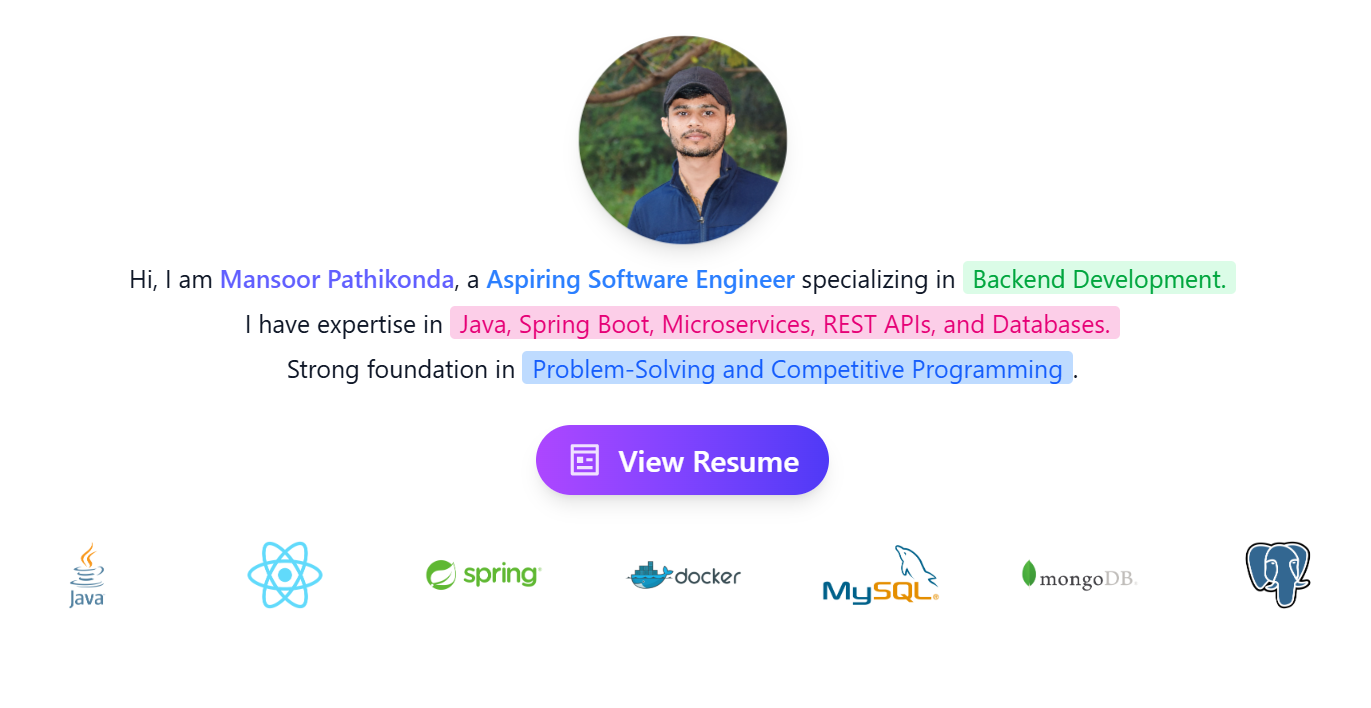 Hi, I am Mansoor Pathikonda, a Aspiring Software Engineer specializing in Backend Development.
I have expertise in Java, Spring Boot, Microservices, REST APIs, and Databases.
Strong foundation in Problem-Solving and Competitive Programming.
View Resume
Java
spring
docker
MySQL®
mongoDB.